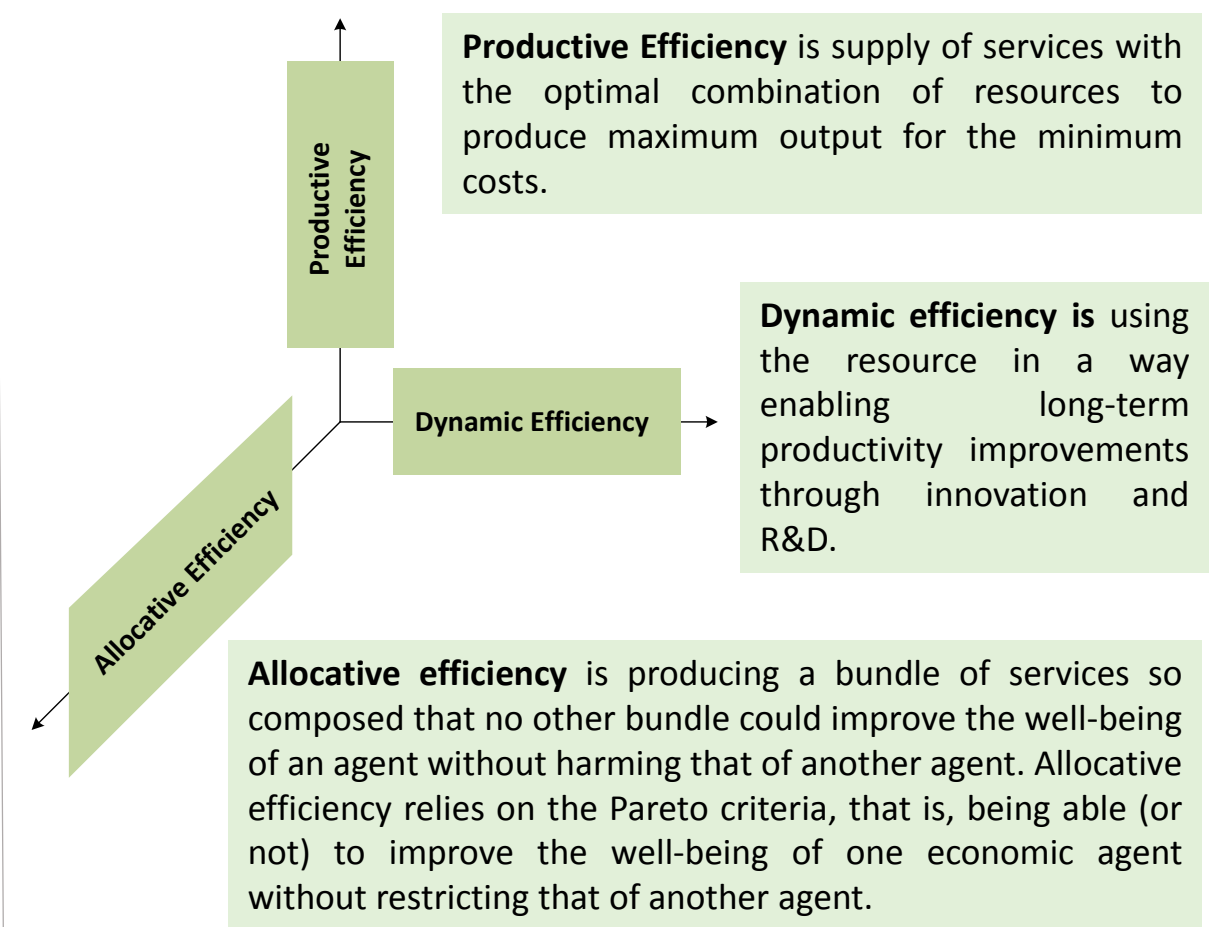 Productive Efficiency is supply of services with
the optimal combination of resources to
produce maximum output for the minimum
costs.
Productive
Efficiency
Dynamic efficiency is using
the resource in a way
enabling long-term
productivity improvements
through innovation and
R&D.
Dynamic Efficiency
Allocative Efficiency
Allocative efficiency is producing a bundle of services so
composed that no other bundle could improve the well-being
of an agent without harming that of another agent. Allocative
efficiency relies on the Pareto criteria, that is, being able (or
not) to improve the well-being of one economic agent
without restricting that of another agent.